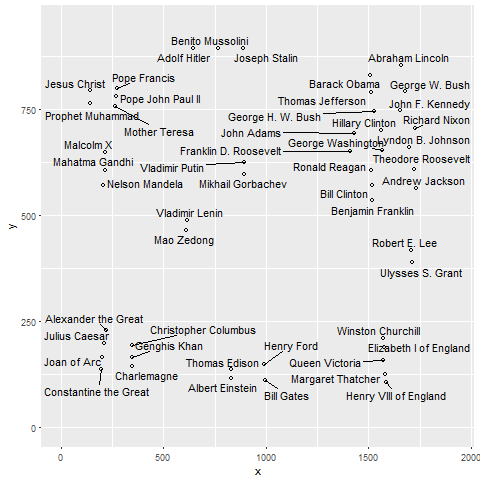 Benito Mussolini
Adolf Hitler
Joseph Stalin
Abraham Lincoln
Jesus Christ
Pope Francis
Barack Obama
George W. Bush
Pope John Paul II
Thomas Jefferson
John F. Kennedy
750
Prophet Muhammad
George H. W. Bush
Richard Nixon
Mother Teresa
John Adams
Hillary Clinton
Malcolm X
Franklin D. Roosevelt
George Washington
Lyndon B. Johnson
Mahatma Gandhi
Vladimir Putin
Ronald Reagan
Theodore Roosevelt
Nelson Mandela
Mikhail Gorbachev
Bill Clinton
Andrew Jackson
500
Vladimir Lenin
Benjamin Franklin
y
Mao Zedong
Robert E. Lee
Ulysses S. Grant
250
Alexander the Great
Christopher Columbus
Winston Churchill
Julius Caesar
Genghis Khan
Henry Ford
Elizabeth I of England
Joan of Arc
Thomas Edison
Queen Victoria
Charlemagne
Margaret Thatcher
Constantine the Great
Albert Einstein
Bill Gates
Henry VIII of England
0
0
500
1000
1500
2000
x